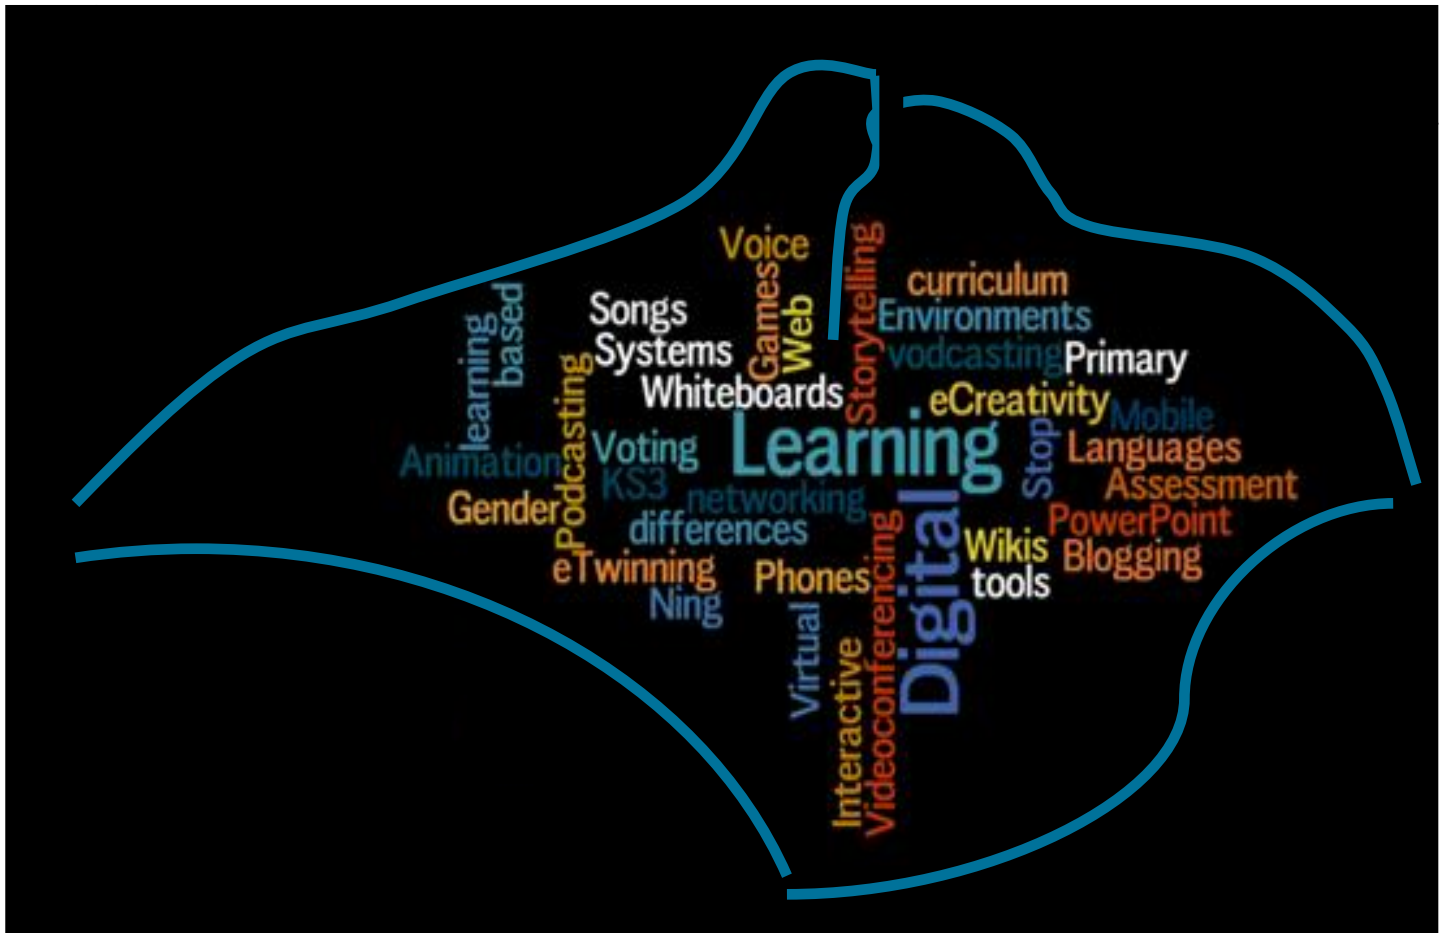 Voice
Games
Web
Storytelling
curriculum
Environments
vodcasting
Primary
learning
based
Songs
Systems
Whiteboards
eCreativity
Mobile
Podcasting
Voting
Learning
Stop
Languages
Animation
KS3
networking
Assessment
Gender
differences
PowerPoint
eTwinning
Phones
Videoconferencing
Digital
Wikis
tools
Blogging
Ning
Virtual
Interactive